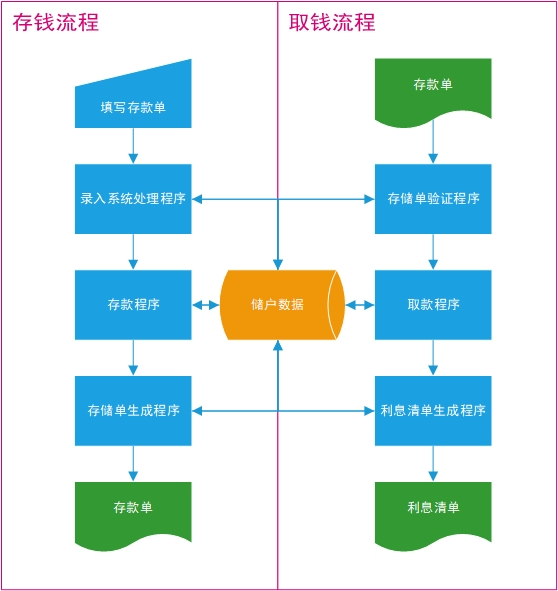 存钱流程
填写存款单
录入系统处理程序
存款程序
存储单生成程序
存款单
储户数据
取钱流程
存款单
存储单验证程序
取款程序
利息清单生成程序
利息清单